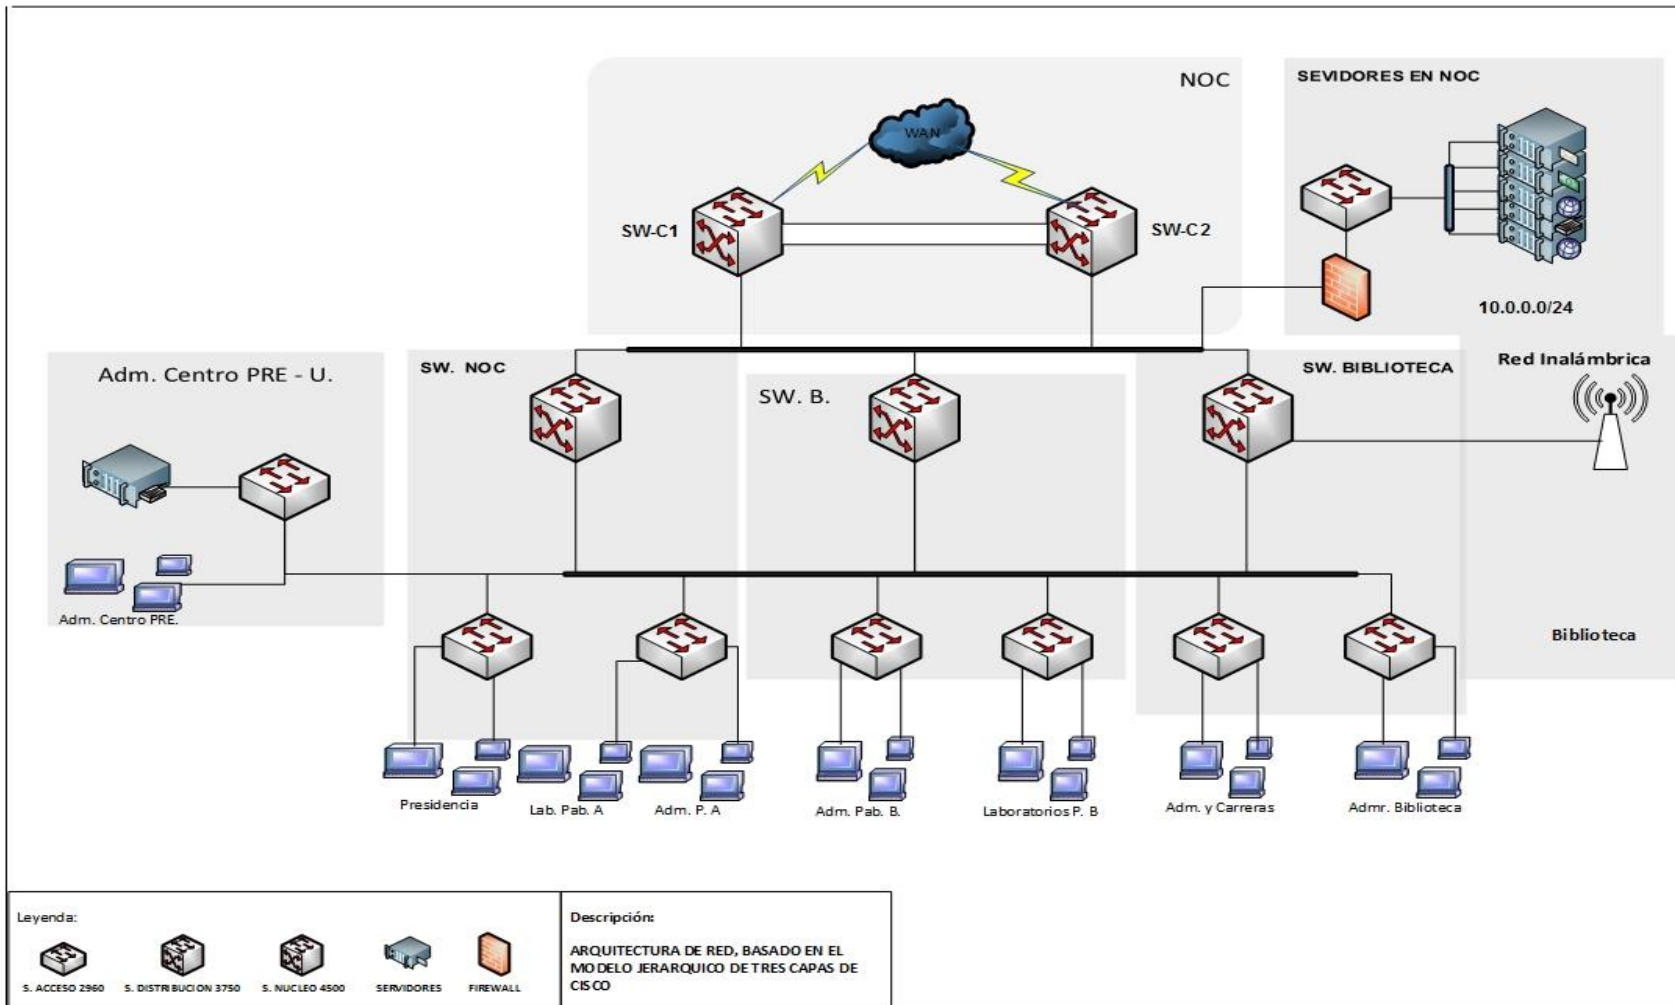 NOC
SEVIDORES EN NOC
WAN
SW-C1
SW-C2
10.0.0.0/24
Adm. Centro PRE - U.
SW. NOC
SW. B.
SW. BIBLIOTECA
Red Inalámbrica
Adm. Centro PRE.
Biblioteca
Presidencia
Lab. Pab. A
Adm. P. A
Adm. Pab. B.
Laboratorios P. B
Adm. y Carreras
Admr. Biblioteca
Leyenda:
S. ACCESO 2960
S. DISTRIBUCION 3750
S. NUCLEO 4500
SERVIDORES
FIREWALL
Descripción:
ARQUITECTURA DE RED, BASADO EN EL
MODELO JERARQUICO DE TRES CAPAS DE
CISCO